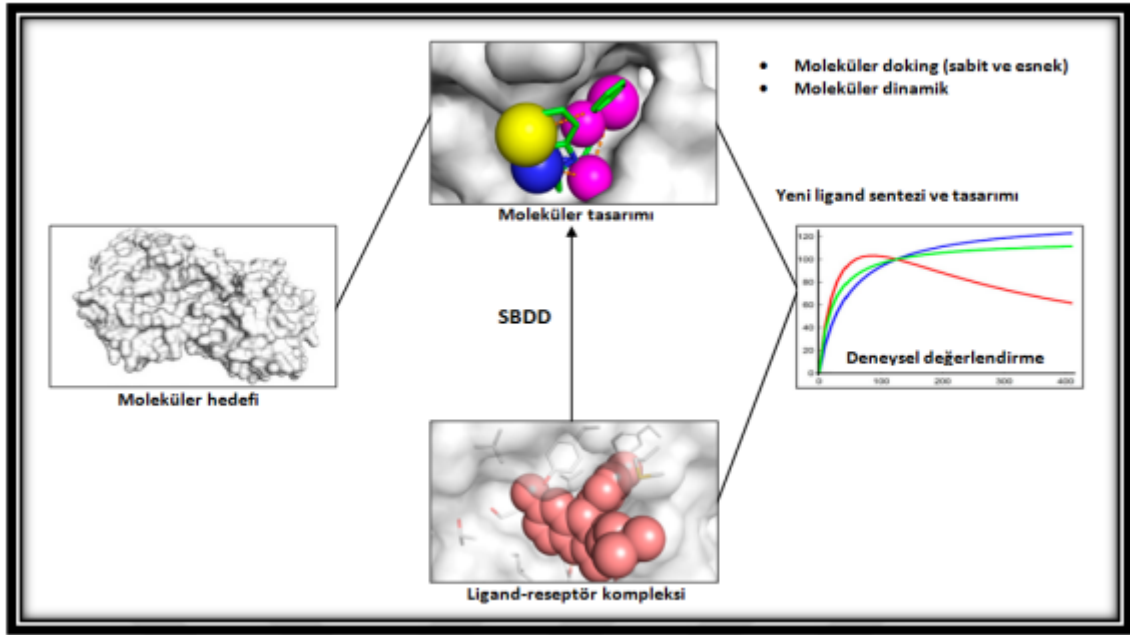 • Moleküler doking (sabit ve esnek)
• Moleküler dinamik
Moleküler tasarımı
Yeni ligand sentezi ve tasarımı
Moleküler hedefi
SBDD
120
100
80
60
40
20
0
Deneysel değerlendirme
0 100 200 300 400
Ligand-reseptör kompleksi